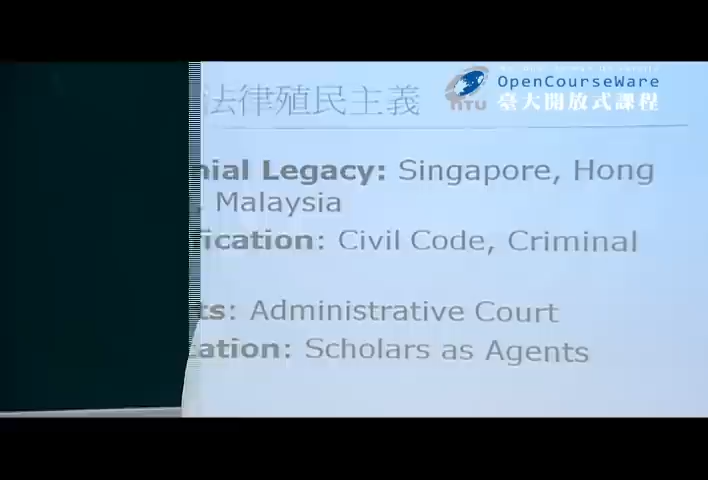 OpenCourseWare
NTU 臺大開放式課程
法律殖民主義
nial Legacy: Singapore, Hong
, Malaysia
fication: Civil Code, Criminal
ts: Administrative Court
ation: Scholars as Agents